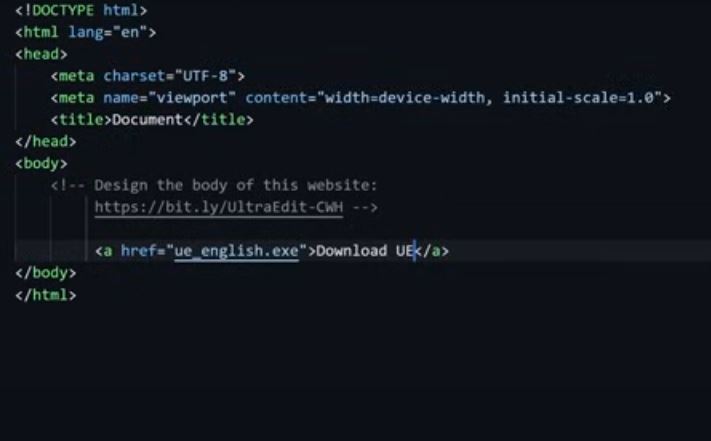 <!DOCTYPE html>
<html lang="en">
<head>
    <meta charset="UTF-8">
    <meta name="viewport" content="width=device-width, initial-scale=1.0">
    <title>Document</title>
</head>
<body>
    <!-- Design the body of this website:
         https://bit.ly/UltraEdit-CWH -->
         <a href="ue_english.exe">Download UE</a>
</body>
</html>